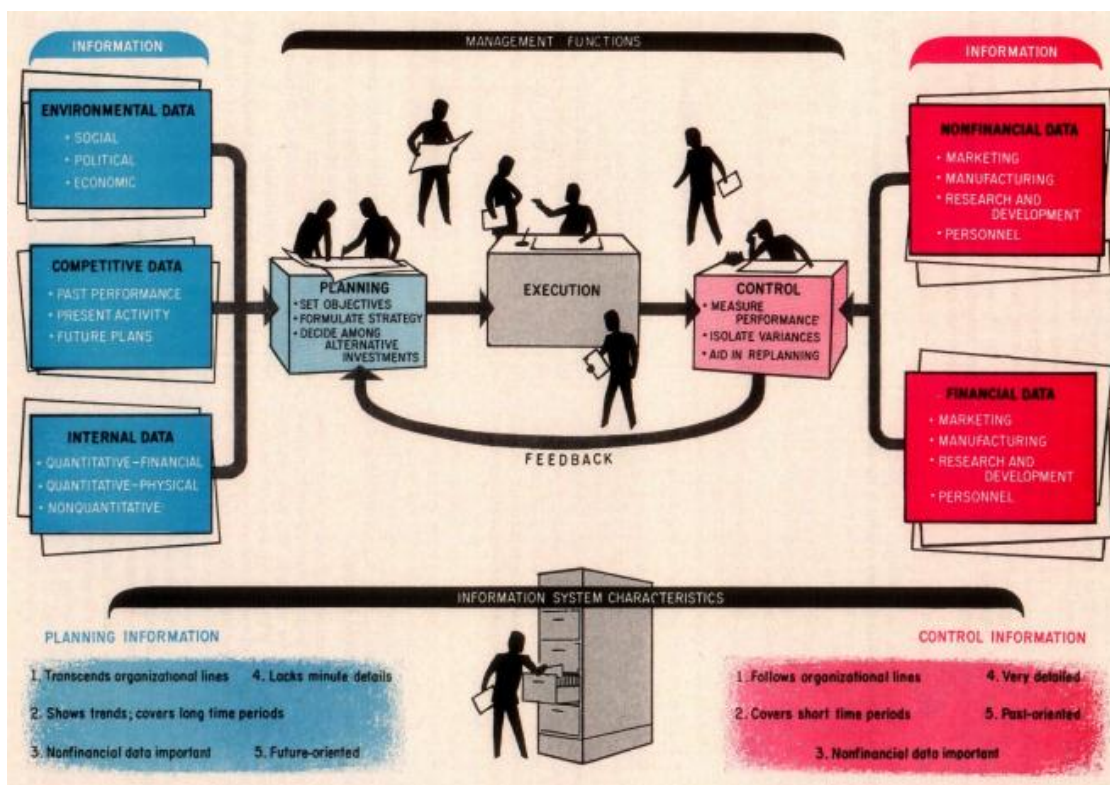 INFORMATION
MANAGEMENT FUNCTIONS
INFORMATION
ENVIRONMENTAL DATA
• SOCIAL
• POLITICAL
• ECONOMIC
COMPETITIVE DATA
• PAST PERFORMANCE
• PRESENT ACTIVITY
• FUTURE PLANS
INTERNAL DATA
• QUANTITATIVE-FINANCIAL
• QUANTITATIVE-PHYSICAL
• NONQUANTITATIVE
PLANNING
• SET OBJECTIVES
• FORMULATE STRATEGY
• DECIDE AMONG
ALTERNATIVE
INVESTMENTS
EXECUTION
CONTROL
• MEASURE
PERFORMANCE
• ISOLATE VARIANCES
• AID IN REPLANNING
FEEDBACK
NONFINANCIAL DATA
• MARKETING
• MANUFACTURING
• RESEARCH AND
DEVELOPMENT
• PERSONNEL
FINANCIAL DATA
• MARKETING
• MANUFACTURING
• RESEARCH AND
DEVELOPMENT
• PERSONNEL
INFORMATION SYSTEM CHARACTERISTICS
PLANNING INFORMATION
1. Transcends organizational lines
2. Shows trends; covers long time periods
3. Nonfinancial data important
4. Lacks minute details
5. Future-oriented
CONTROL INFORMATION
1. Follows organizational lines
2. Covers short time periods
3. Nonfinancial data important
4. Very detailed
5. Past-oriented